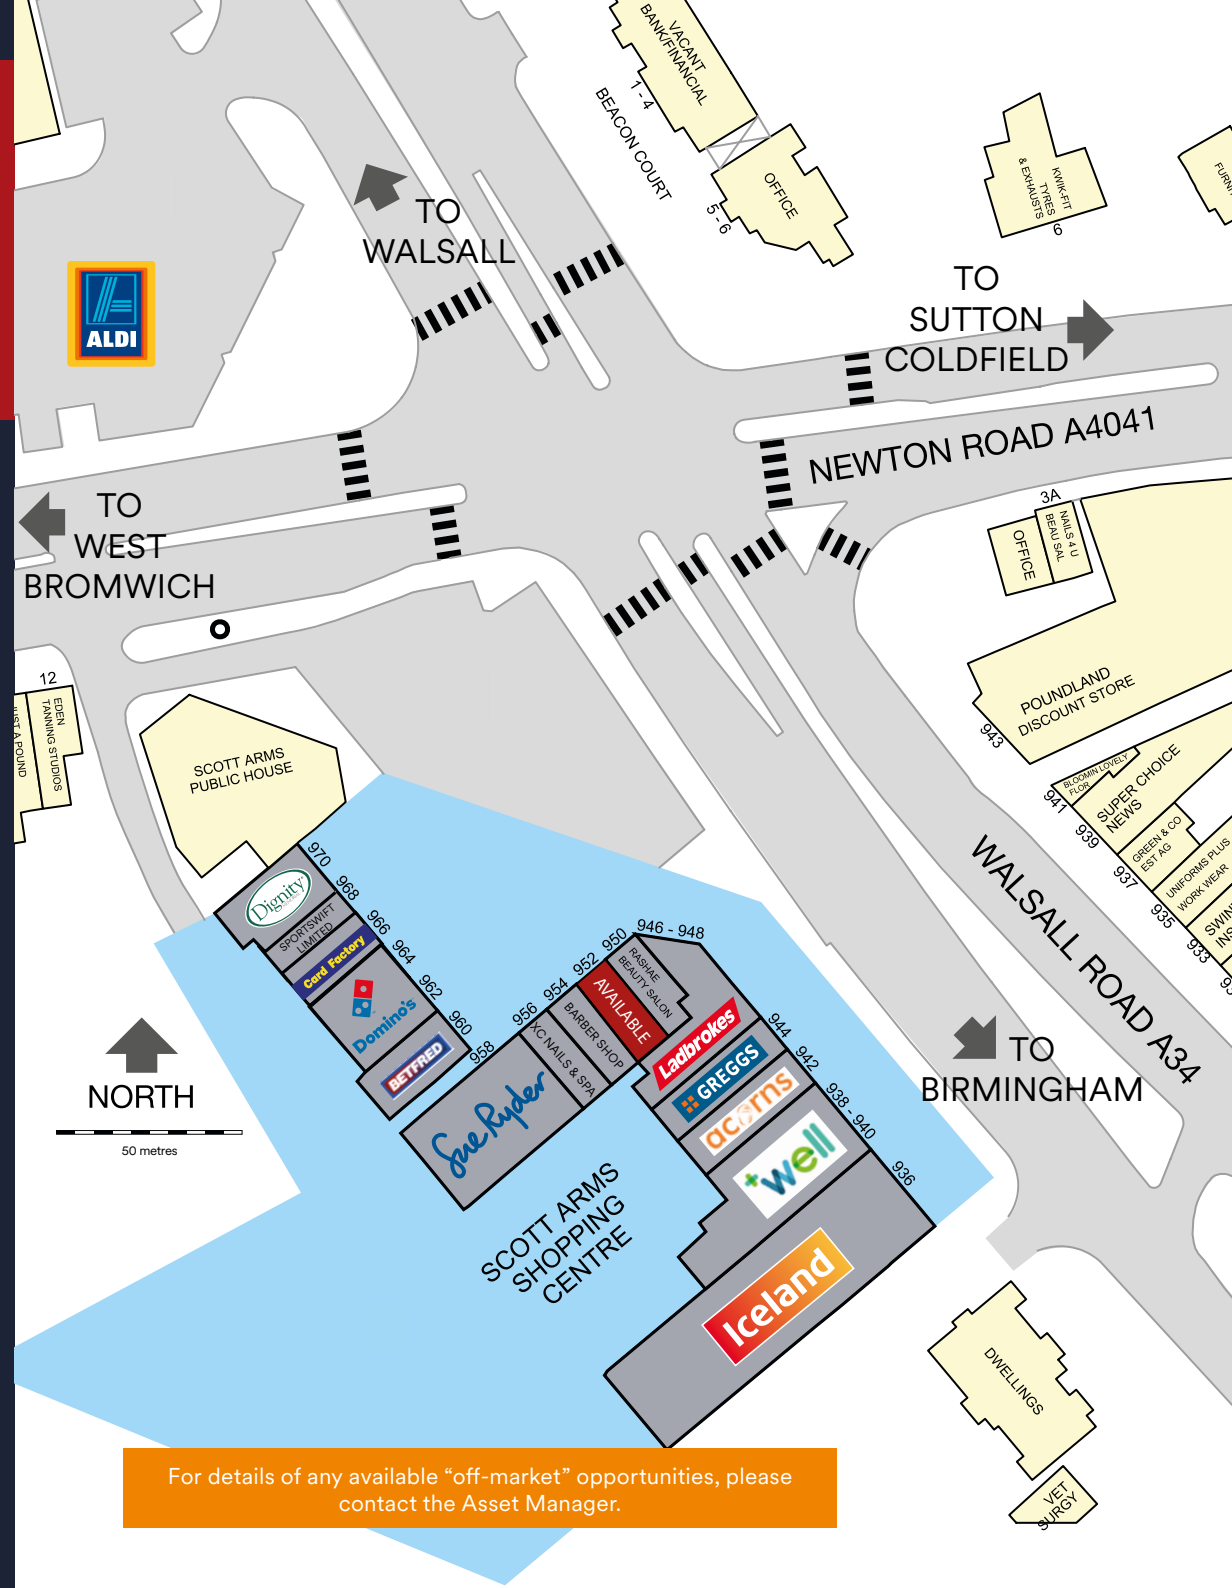 VACANT
BANK/FINANCIAL
1 - 4
BEACON COURT
OFFICE
5 - 6
KWIK-FIT
TYRES
& EXHAUSTS
6
TO
WALSALL
ALDI
TO
SUTTON
COLDFIELD
NEWTON ROAD A4041
TO
WEST
BROMWICH
3A
OFFICE
NAILS 4 U
BEAU SAL
12
EDEN
TANNING STUDIOS
A POUND
SCOTT ARMS
PUBLIC HOUSE
POUNDLAND
DISCOUNT STORE
943
BLOOMIN LOVELY
FLOR
941
SUPER CHOICE
NEWS
939
GREEN & CO
EST AG
937
UNIFORMS PLUS
WORK WEAR
935
933
WALSALL ROAD A34
970
Dignity
968
SPORTSWIFT
LIMITED
966
Card Factory
964
Domino's
962
BETFRED
960
958
Sue Ryder
956
XC NAILS & SPA
954
BARBER SHOP
952
AVAILABLE
950
RASHAE
BEAUTY SALON
946 - 948
Ladbrokes
944
GREGGS
942
acorns
938 - 940
well
936
Iceland
SCOTT ARMS
SHOPPING
CENTRE
TO
BIRMINGHAM
NORTH
50 metres
DWELLINGS
VET
SURGY
For details of any available “off-market” opportunities, please
contact the Asset Manager.